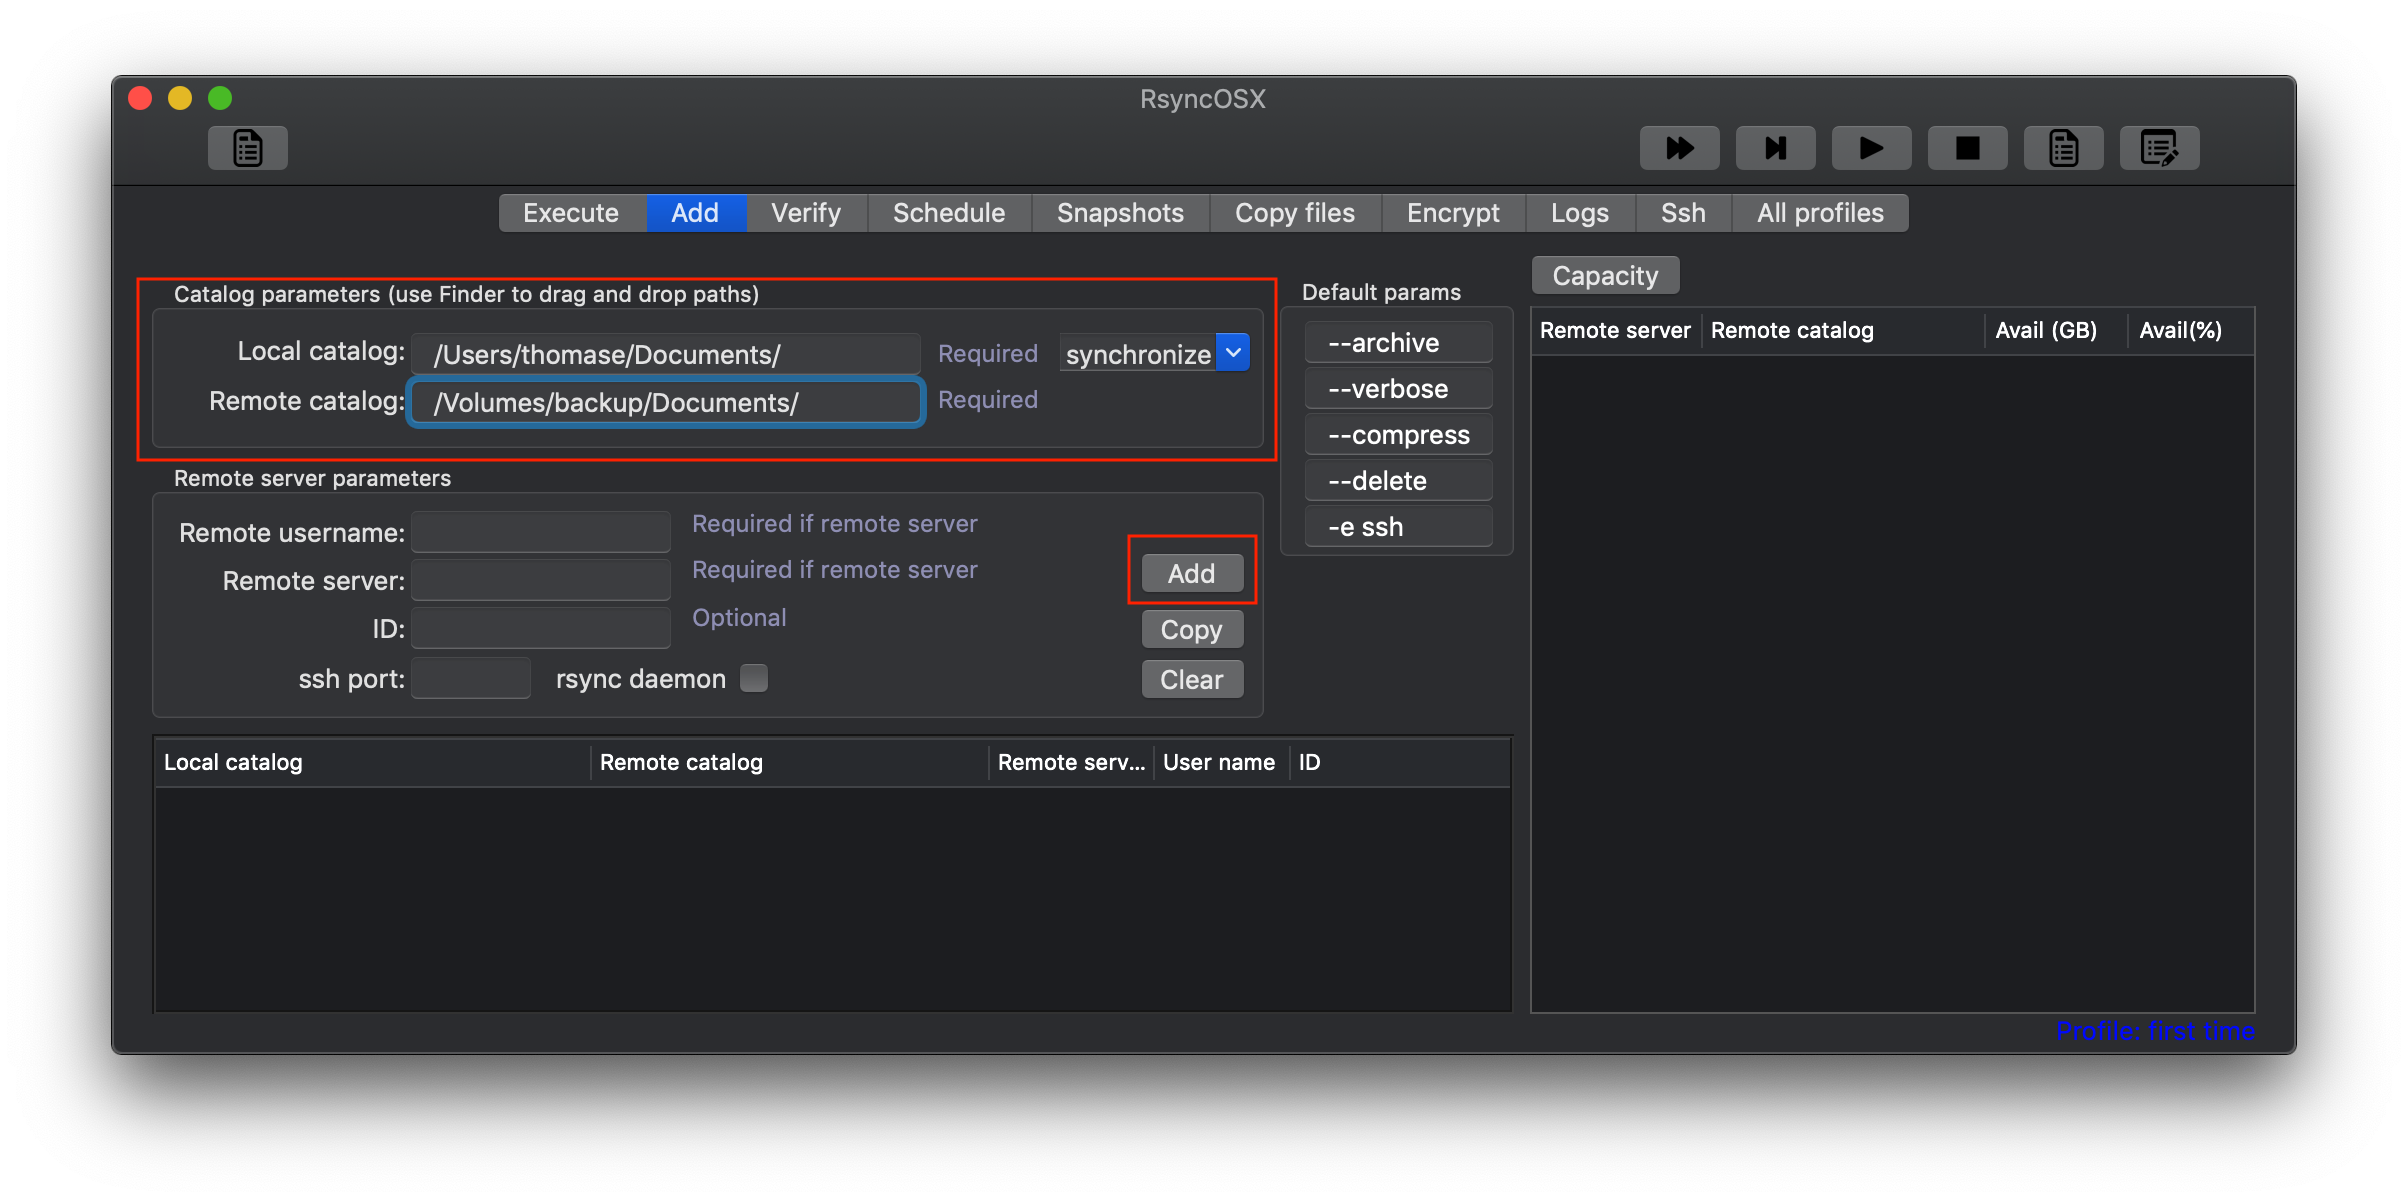 RsyncOSX
Execute Add Verify Schedule Snapshots Copy files Encrypt Logs Ssh All profiles
Catalog parameters (use Finder to drag and drop paths)
Local catalog: /Users/thomase/Documents/ Required synchronize
Remote catalog: /Volumes/backup/Documents/ Required
Remote server parameters
Remote username: Required if remote server
Remote server: Required if remote server
ID: Optional
ssh port: rsync daemon
Add
Copy
Clear
Default params
--archive
--verbose
--compress
--delete
-e ssh
Capacity
Remote server Remote catalog Avail (GB) Avail(%)
Local catalog Remote catalog Remote serv... User name ID
Profile: first time